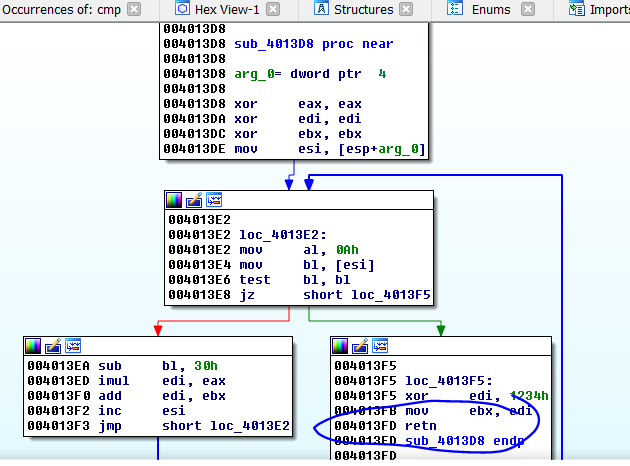 Occurrences of: cmp Hex View-1 Structures Enums Imports
004013D8
004013D8 sub_4013D8 proc near
004013D8
004013D8 arg_0= dword ptr 4
004013D8
004013D8 xor eax, eax
004013DA xor edi, edi
004013DC xor ebx, ebx
004013DE mov esi, [esp+arg_0]
004013E2
004013E2 loc_4013E2:
004013E2 mov al, 0Ah
004013E4 mov bl, [esi]
004013E6 test bl, bl
004013E8 jz short loc_4013F5
004013EA sub bl, 30h
004013ED imul edi, eax
004013F0 add edi, ebx
004013F2 inc esi
004013F3 jmp short loc_4013E2
004013F5
004013F5 loc_4013F5:
004013F5 xor edi, 1234h
004013FB mov ebx, edi
004013FD retn
004013FD sub_4013D8 endp
004013FD